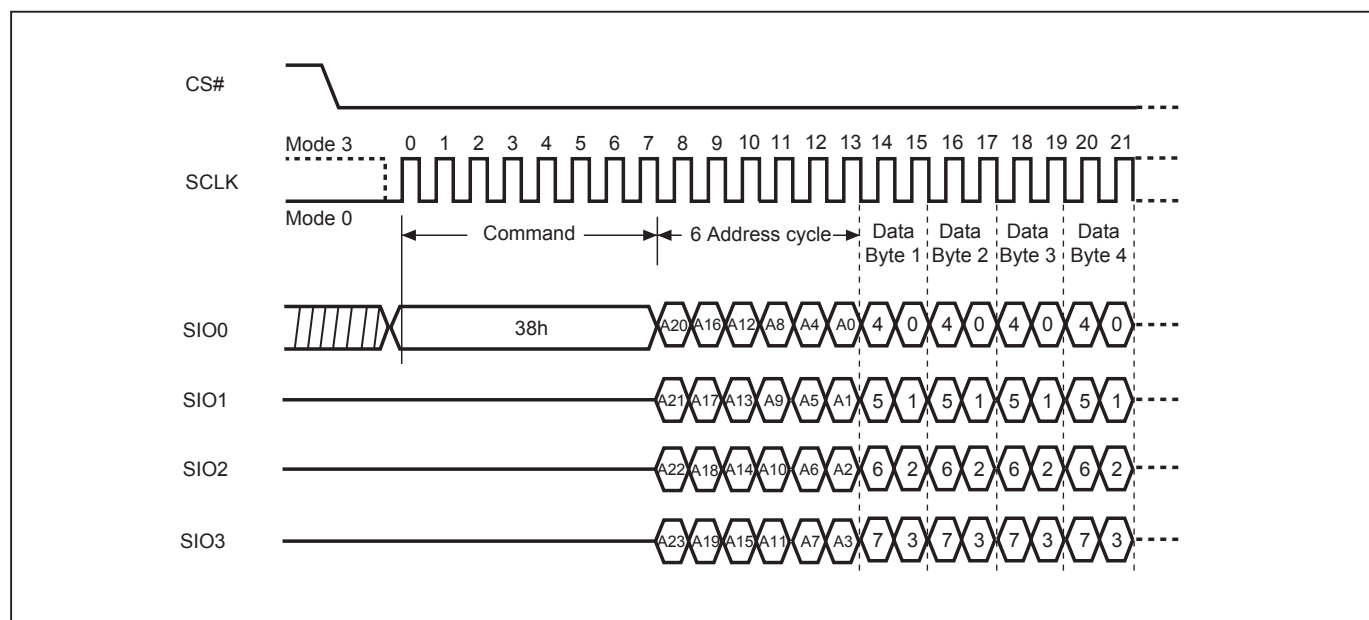 CS#
Mode 3
0 1 2 3 4 5 6 7 8 9 10 11 12 13 14 15 16 17 18 19 20 21
SCLK
Mode 0
Command
6 Address cycle
Data Byte 1
Data Byte 2
Data Byte 3
Data Byte 4
SIO0
38h
A20 A16 A12 A8 A4 A0 4 0 4 0 4 0 4 0
SIO1
A21 A17 A13 A9 A5 A1 5 1 5 1 5 1 5 1
SIO2
A22 A18 A14 A10 A6 A2 6 2 6 2 6 2 6 2
SIO3
A23 A19 A15 A11 A7 A3 7 3 7 3 7 3 7 3